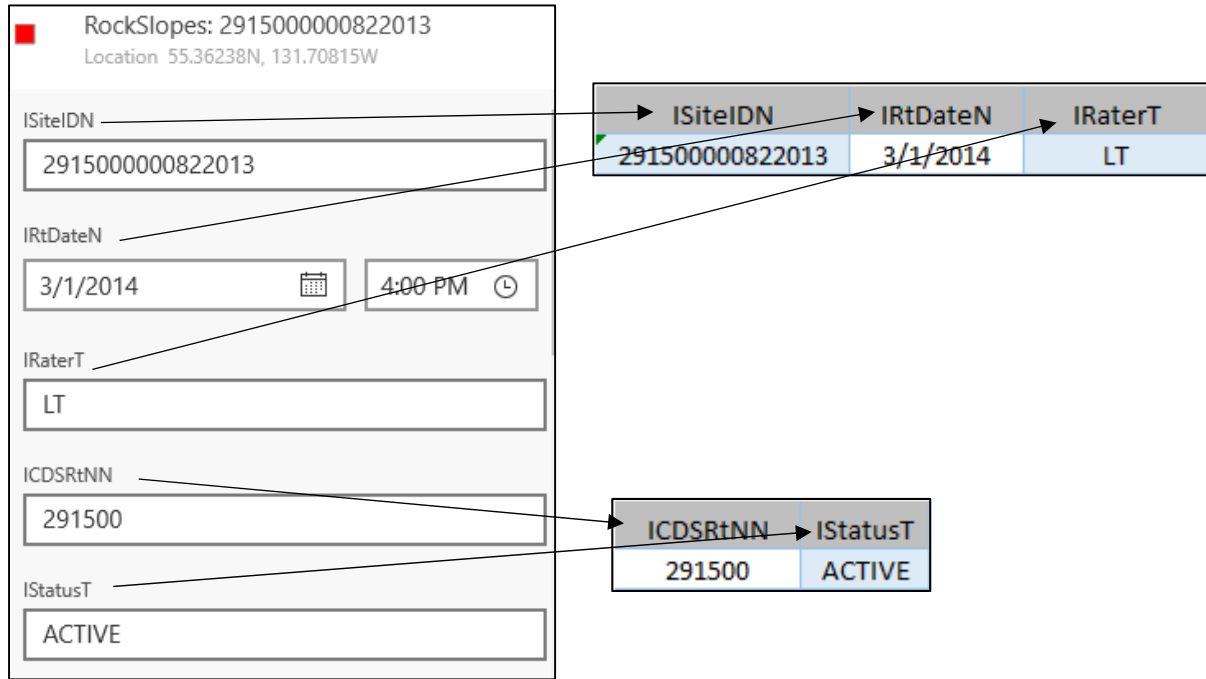 RockSlopes: 2915000000822013
Location 55.36238N, 131.70815W
ISiteIDN
2915000000822013
IRtDateN
3/1/2014 4:00 PM
IRaterT
LT
ICDSRtNN
291500
IStatusT
ACTIVE
ISiteIDN IRtDateN IRaterT
291500000822013 3/1/2014 LT
ICDSRtNN IStatusT
291500 ACTIVE